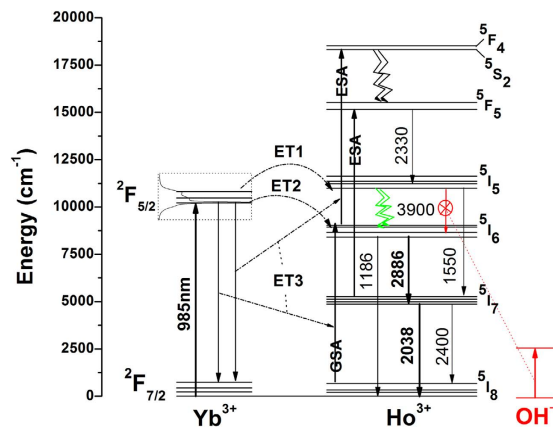 Energy (cm⁻¹)
20000
17500
15000
12500
10000
7500
5000
2500
0
²F₅/₂
²F₇/₂
985nm
Yb³⁺
ET1
ET2
ET3
ESA
ESA
GSA
2330
3900
1186
2886
1550
2038
2400
⁵F₄
⁵S₂
⁵F₅
⁵I₅
⁵I₆
⁵I₇
⁵I₈
Ho³⁺
OH⁻